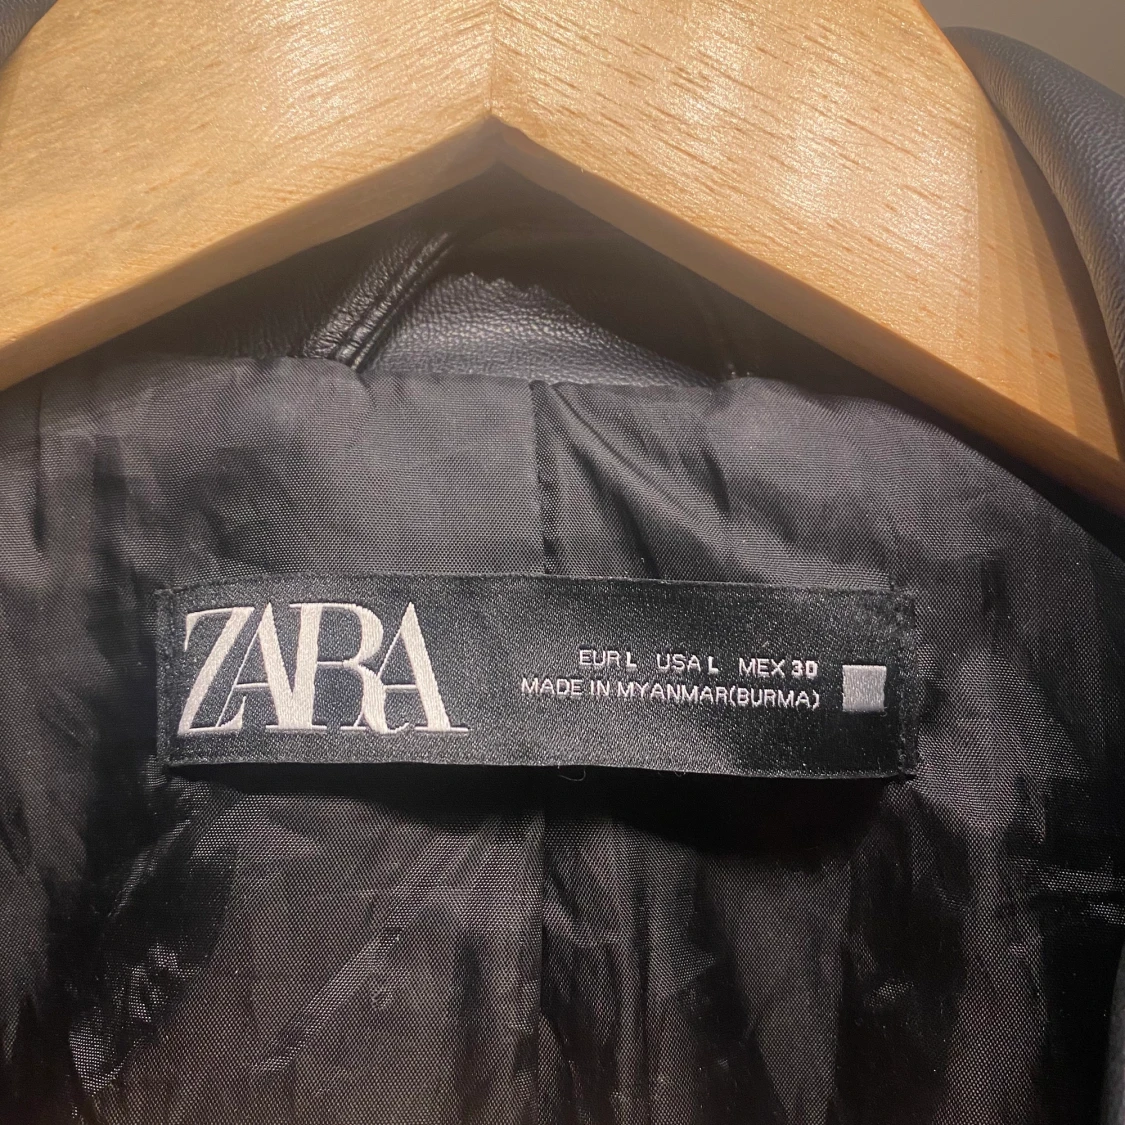 ZARA
EUR L USA L MEX 30
MADE IN MYANMAR(BURMA)